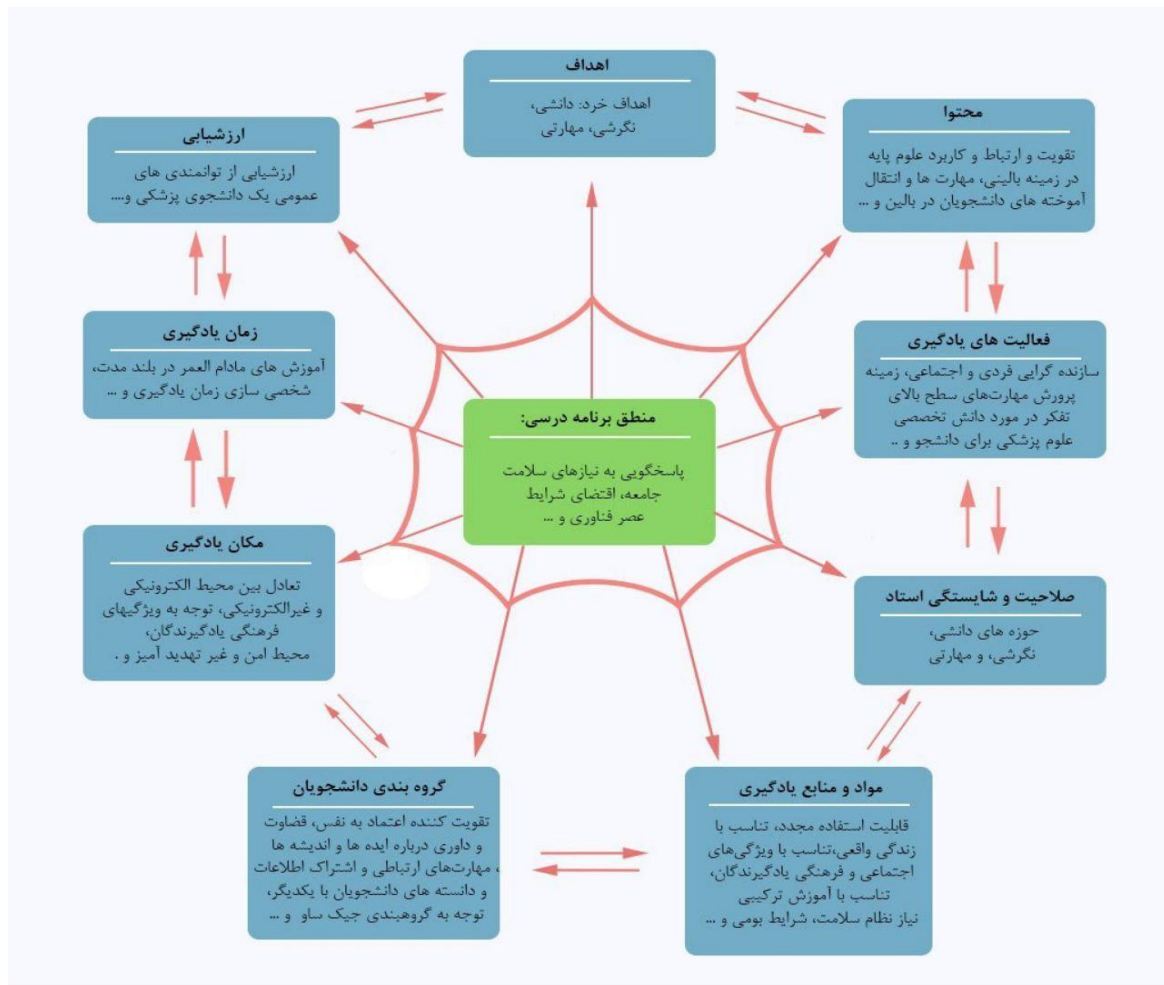 اهداف
اهداف خرد: دانشی،
نگرشی، مهارتی
محتوا
تقویت و ارتباط و کاربرد علوم پایه
در زمینه بالینی، مهارت ها و انتقال
آموخته های دانشجویان در بالین و ...
فعالیت های یادگیری
سازنده گرایی فردی و اجتماعی، زمینه
پرورش مهارت‌های سطح بالای
تفکر در مورد دانش تخصصی
علوم پزشکی برای دانشجو و ..
صلاحیت و شایستگی استاد
حوزه های دانشی،
نگرشی، و مهارتی
مواد و منابع یادگیری
قابلیت استفاده مجدد، تناسب با
زندگی واقعی،تناسب با ویژگی‌های
اجتماعی و فرهنگی یادگیرندگان،
تناسب با آموزش ترکیبی
نیاز نظام سلامت، شرایط بومی و ...
گروه بندی دانشجویان
تقویت کننده اعتماد به نفس، قضاوت
و داوری درباره ایده ها و اندیشه ها
، مهارت‌های ارتباطی و اشتراک اطلاعات
و دانسته های دانشجویان با یکدیگر،
توجه به گروهبندی جیک ساو و ...
مکان یادگیری
تعادل بین محیط الکترونیکی
و غیرالکترونیکی، توجه به ویژگیهای
فرهنگی یادگیرندگان،
محیط امن و غیر تهدید آمیز و .
زمان یادگیری
آموزش های مادام العمر در بلند مدت،
شخصی سازی زمان یادگیری و ...
ارزشیابی
ارزشیابی از توانمندی های
عمومی یک دانشجوی پزشکی و....
منطق برنامه درسی:
پاسخگویی به نیازهای سلامت
جامعه، اقتضای شرایط
عصر فناوری و ...